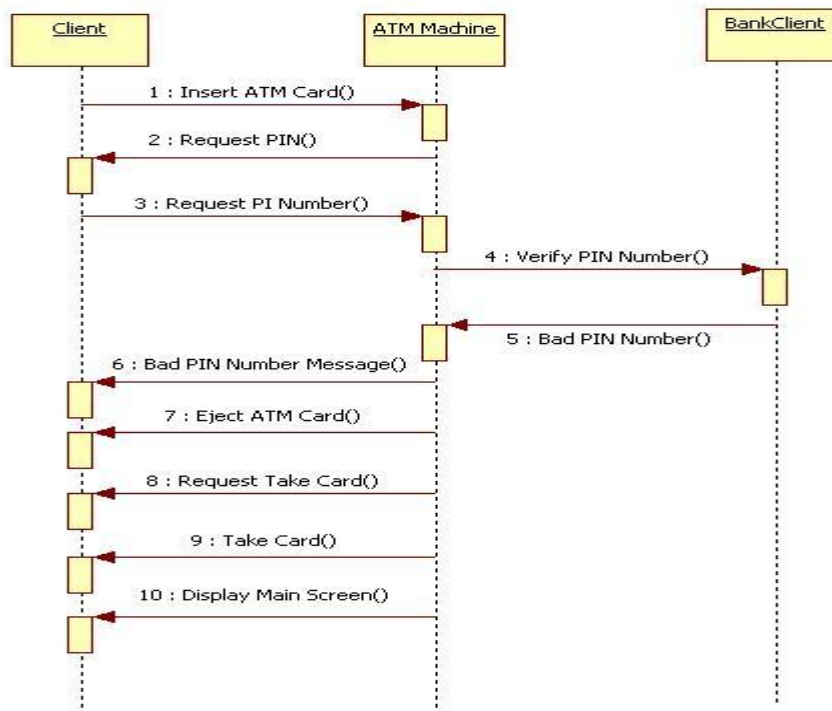 Client
ATM Machine
BankClient
1 : Insert ATM Card()
2 : Request PIN()
3 : Request PI Number()
4 : Verify PIN Number()
5 : Bad PIN Number()
6 : Bad PIN Number Message()
7 : Eject ATM Card()
8 : Request Take Card()
9 : Take Card()
10 : Display Main Screen()